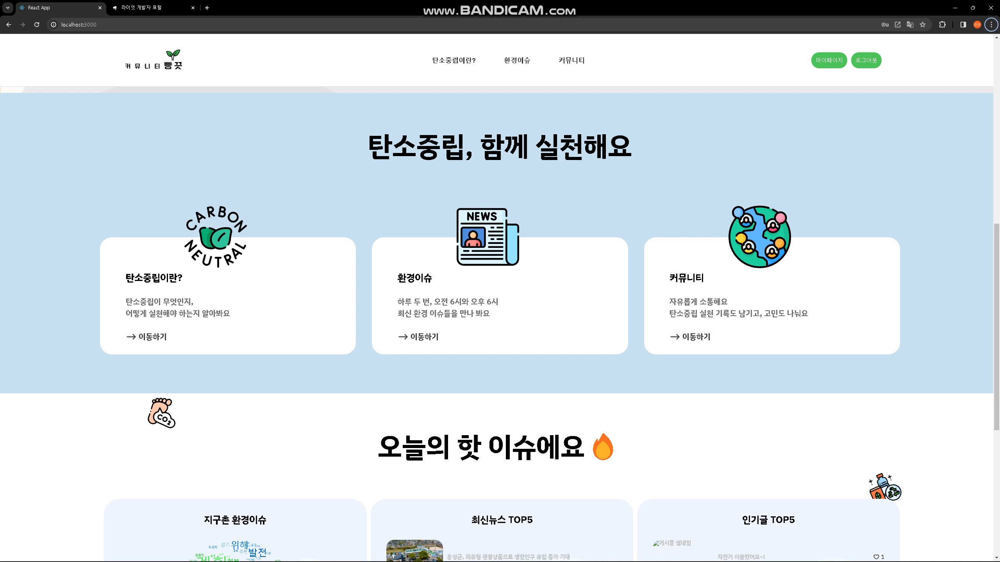 React App
라이엇 개발자 포털
www.BANDICAM.com
localhost:3000
민규
커뮤니티 빵끗
탄소중립이란?
환경이슈
커뮤니티
마이페이지
로그아웃
탄소중립, 함께 실천해요
CARBON NEUTRAL
NEWS
탄소중립이란?
탄소중립이 무엇인지,
어떻게 실천해야 하는지 알아봐요
이동하기
환경이슈
하루 두 번, 오전 6시와 오후 6시
최신 환경 이슈들을 만나 봐요
이동하기
커뮤니티
자유롭게 소통해요
탄소중립 실천 기록도 남기고, 고민도 나눠요
이동하기
CO2
오늘의 핫 이슈에요
지구촌 환경이슈
위원회 경기 위해
주민 발전
위원장
최신뉴스 TOP5
홍성군, 체류형 관광상품으로 생활인구 유입 증가 기대
인기글 TOP5
게시물 썸네일
자전거 이용했어요~!
1